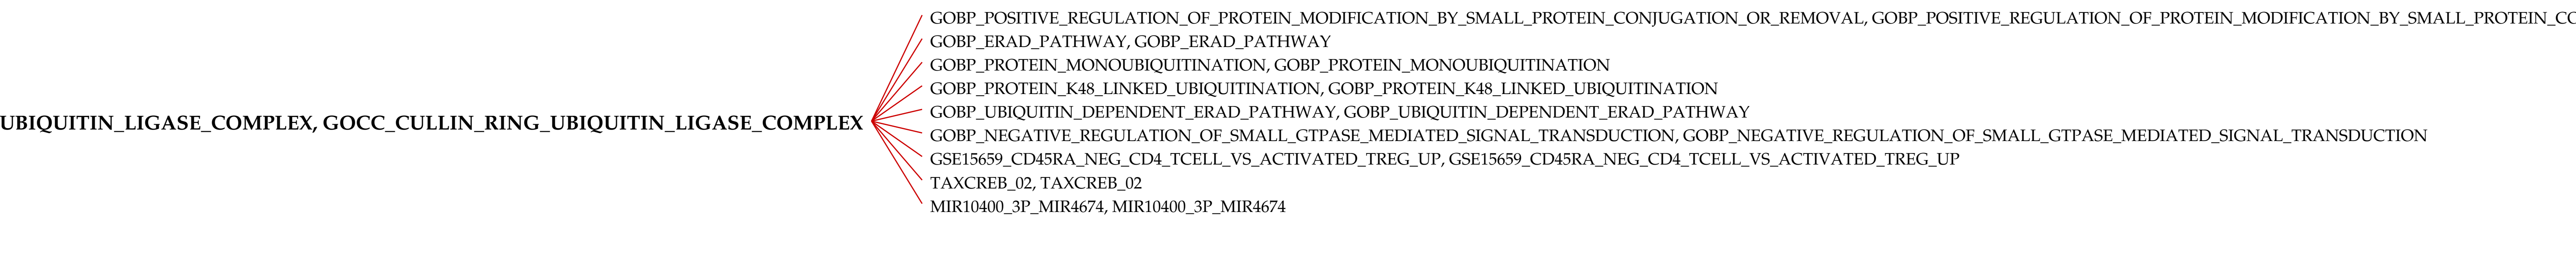 GOBP_POSITIVE_REGULATION_OF_PROTEIN_MODIFICATION_BY_SMALL_PROTEIN_CONJUGATION_OR_REMOVAL, GOBP_POSITIVE_REGULATION_OF_PROTEIN_MODIFICATION_BY_SMALL_PROTEIN_CO
GOBP_ERAD_PATHWAY, GOBP_ERAD_PATHWAY
GOBP_PROTEIN_MONOUBIQUITINATION, GOBP_PROTEIN_MONOUBIQUITINATION
GOBP_PROTEIN_K48_LINKED_UBIQUITINATION, GOBP_PROTEIN_K48_LINKED_UBIQUITINATION
GOBP_UBIQUITIN_DEPENDENT_ERAD_PATHWAY, GOBP_UBIQUITIN_DEPENDENT_ERAD_PATHWAY
UBIQUITIN_LIGASE_COMPLEX, GOCC_CULLIN_RING_UBIQUITIN_LIGASE_COMPLEX
GOBP_NEGATIVE_REGULATION_OF_SMALL_GTPASE_MEDIATED_SIGNAL_TRANSDUCTION, GOBP_NEGATIVE_REGULATION_OF_SMALL_GTPASE_MEDIATED_SIGNAL_TRANSDUCTION
GSE15659_CD45RA_NEG_CD4_TCELL_VS_ACTIVATED_TREG_UP, GSE15659_CD45RA_NEG_CD4_TCELL_VS_ACTIVATED_TREG_UP
TAXCREB_02, TAXCREB_02
MIR10400_3P_MIR4674, MIR10400_3P_MIR4674